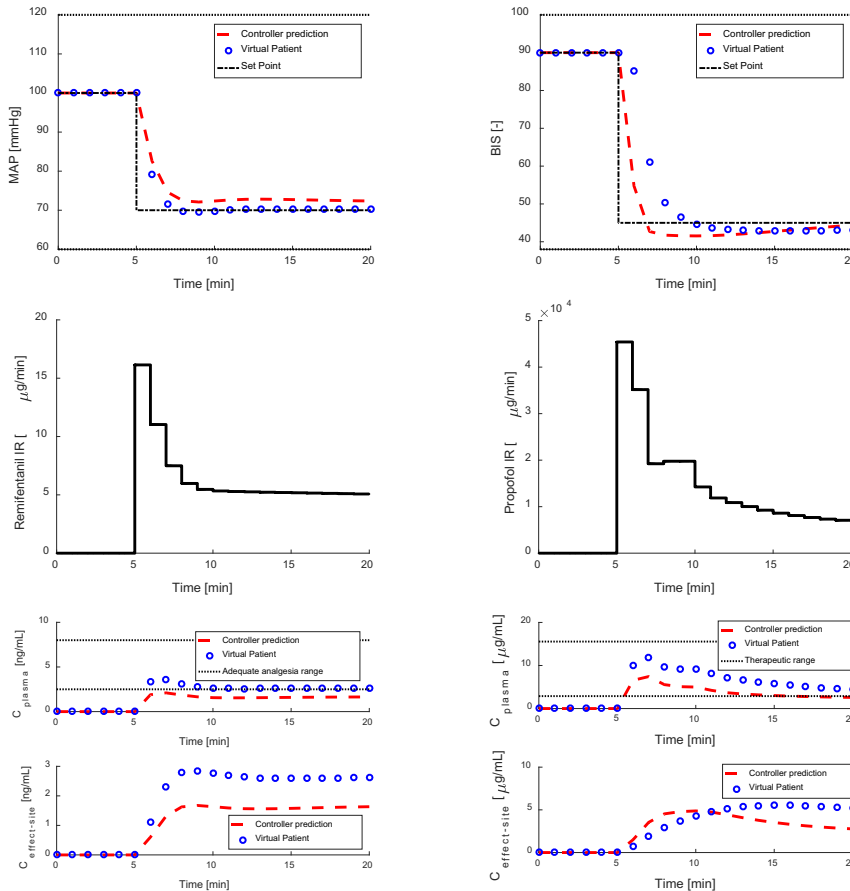 120
110
100
90
80
70
60
MAP [mmHg]
Controller prediction
Virtual Patient
Set Point
0 5 10 15 20
Time [min]
100
90
80
70
60
50
40
BIS [-]
Controller prediction
Virtual Patient
Set Point
0 5 10 15 20
Time [min]
20
15
10
5
0
Remifentanil IR [ μg/min]
0 5 10 15 20
Time [min]
× 10 4
5
4
3
2
1
0
Propofol IR [ μg/min]
0 5 10 15 20
Time [min]
10
5
0
C plasma [ng/mL]
Controller prediction
Virtual Patient
Adequate analgesia range
0 5 10 15 20
Time [min]
20
10
0
C plasma [ μg/mL]
Controller prediction
Virtual Patient
Therapeutic range
0 5 10 15 20
Time [min]
3
2
1
0
C effect-site [ng/mL]
Controller prediction
Virtual Patient
0 5 10 15 20
Time [min]
10
5
0
C effect-site [ μg/mL]
Controller prediction
Virtual Patient
0 5 10 15 20
Time [min]